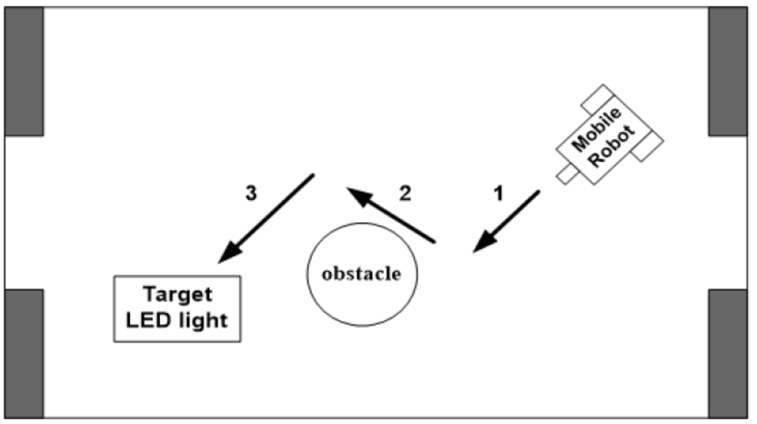 Mobile
Robot
3
2
1
obstacle
Target
LED light